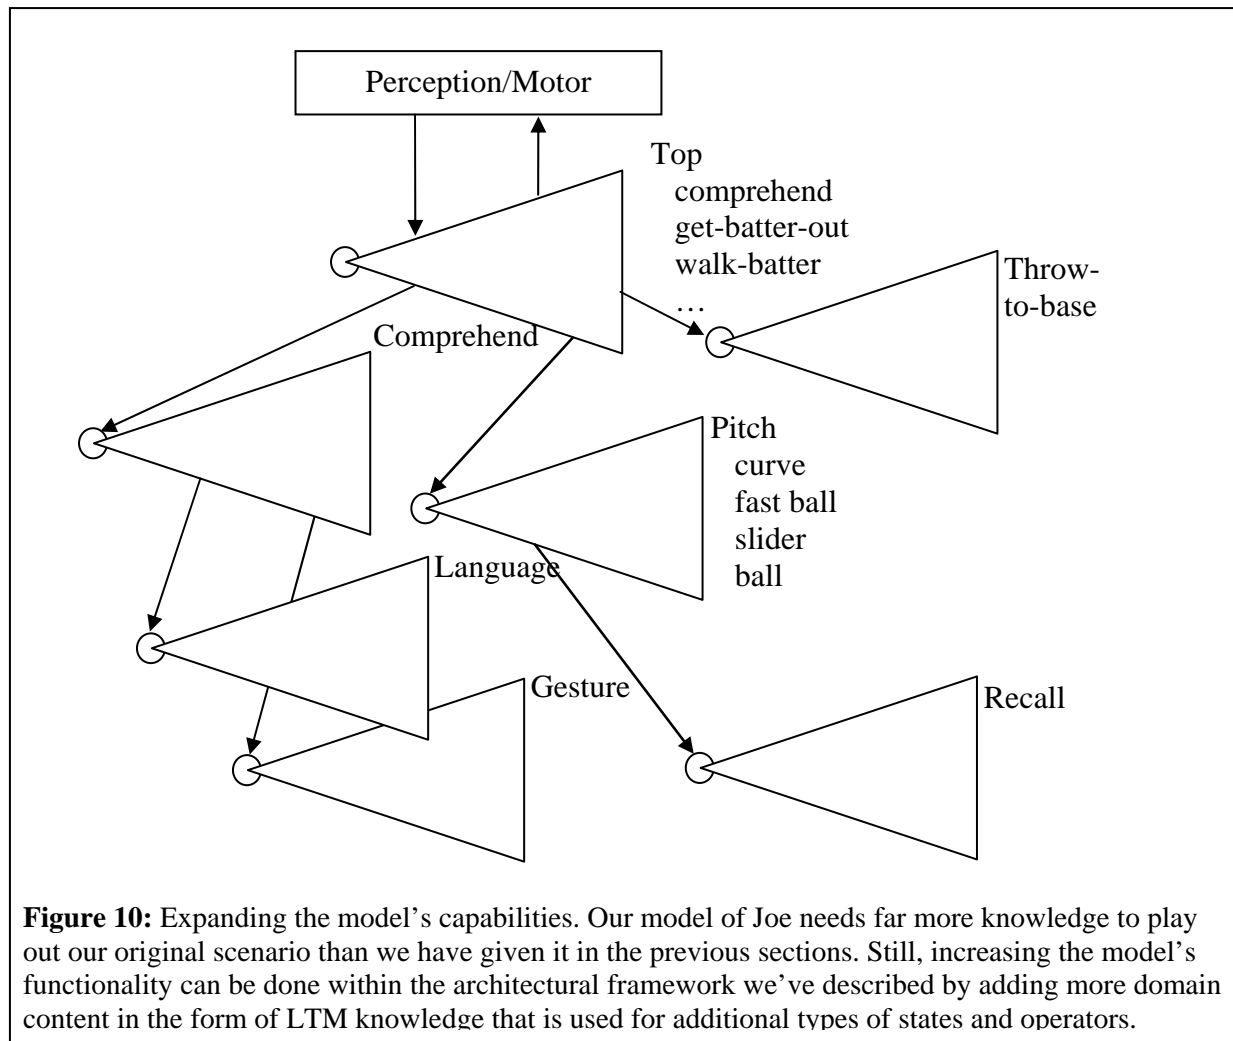 Perception/Motor
Top
comprehend
get-batter-out
walk-batter
…
Throw-
to-base
Comprehend
Pitch
curve
fast ball
slider
ball
Language
Gesture
Recall
Figure 10: Expanding the model’s capabilities. Our model of Joe needs far more knowledge to play
out our original scenario than we have given it in the previous sections. Still, increasing the model’s
functionality can be done within the architectural framework we’ve described by adding more domain
content in the form of LTM knowledge that is used for additional types of states and operators.